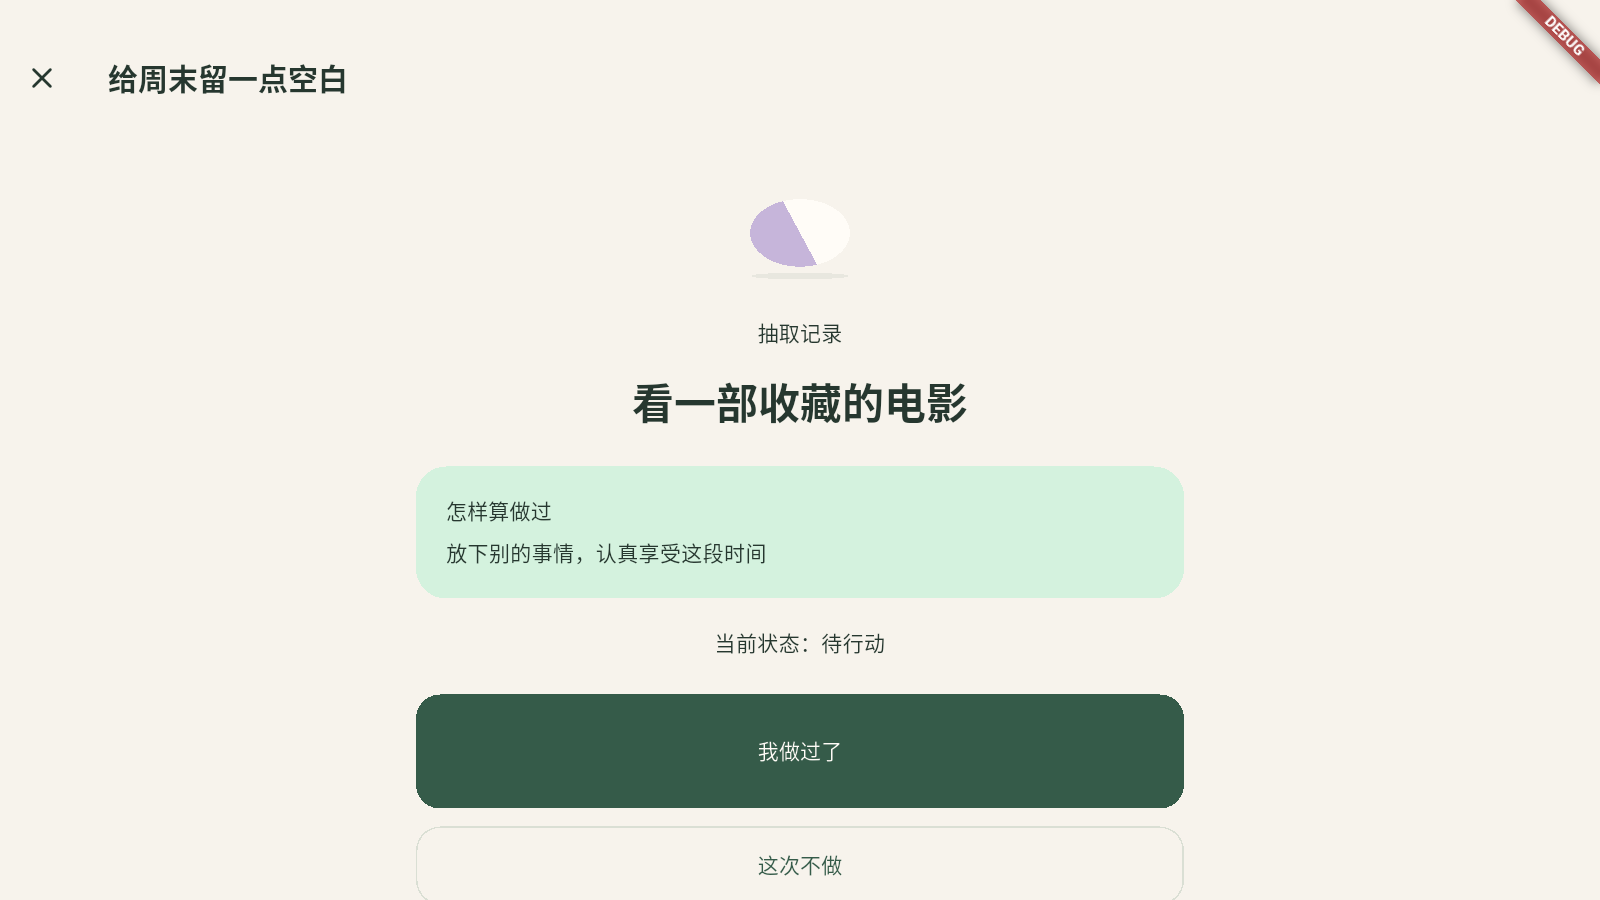 给周末留一点空白
DEBUG
抽取记录
看一部收藏的电影
怎样算做过
放下别的事情，认真享受这段时间
当前状态：待行动
我做过了
这次不做